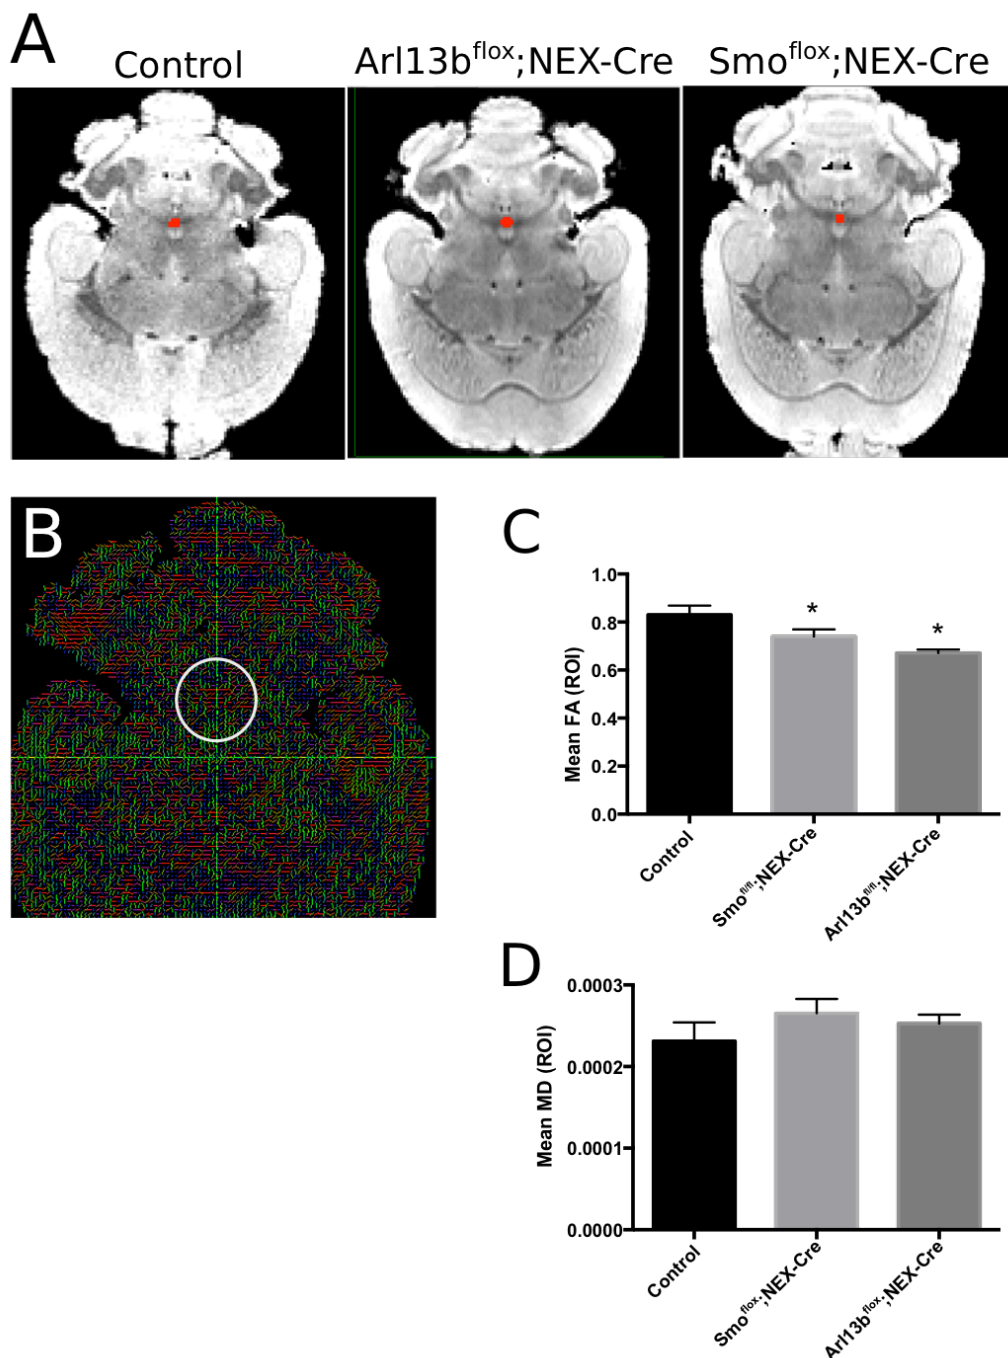 A
Control
Arl13bflox;NEX-Cre
Smoflox;NEX-Cre
B
C
Mean FA (ROI)
1.0
0.8
0.6
0.4
0.2
0.0
*
*
Control
Smofl/fl;NEX-Cre
Arl13bfl/fl;NEX-Cre
D
Mean MD (ROI)
0.0003
0.0002
0.0001
0.0000
Control
Smoflox;NEX-Cre
Arl13bflox;NEX-Cre